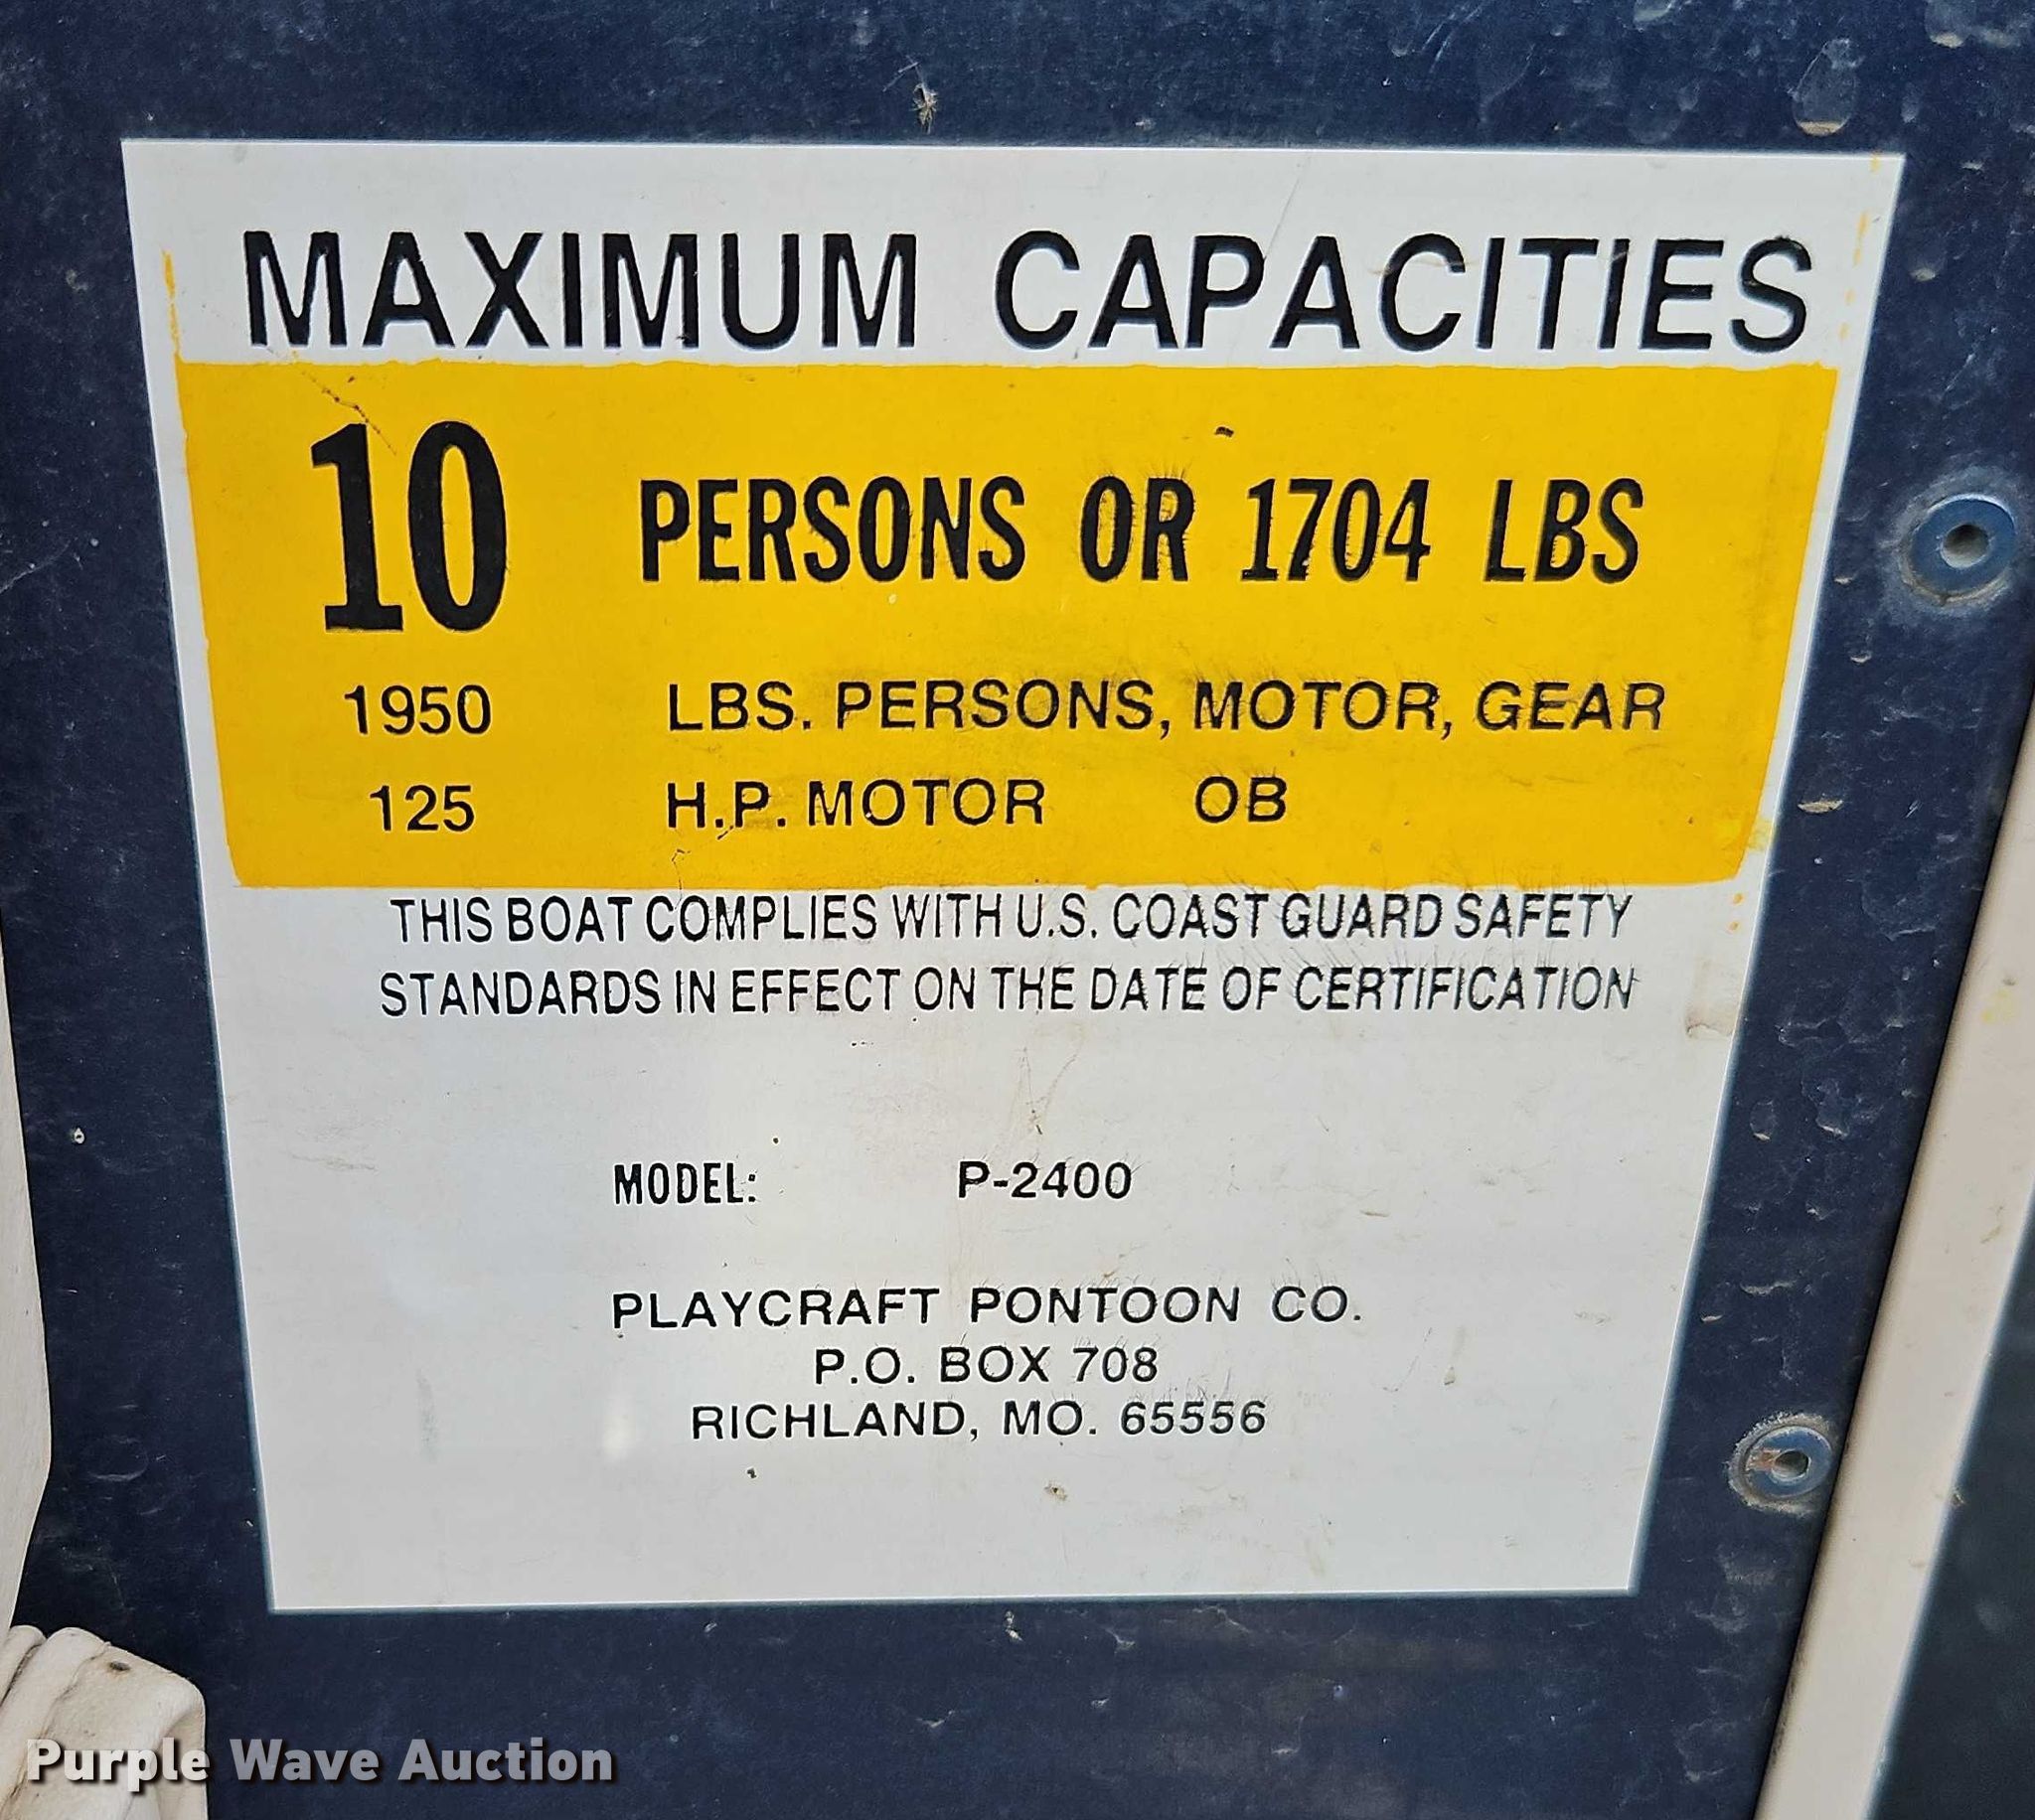 MAXIMUM CAPACITIES
10 PERSONS OR 1704 LBS
1950 LBS. PERSONS, MOTOR, GEAR
125 H.P. MOTOR OB
THIS BOAT COMPLIES WITH U.S. COAST GUARD SAFETY
STANDARDS IN EFFECT ON THE DATE OF CERTIFICATION
MODEL: P-2400
PLAYCRAFT PONTOON CO.
P.O. BOX 708
RICHLAND, MO. 65556
Purple Wave Auction